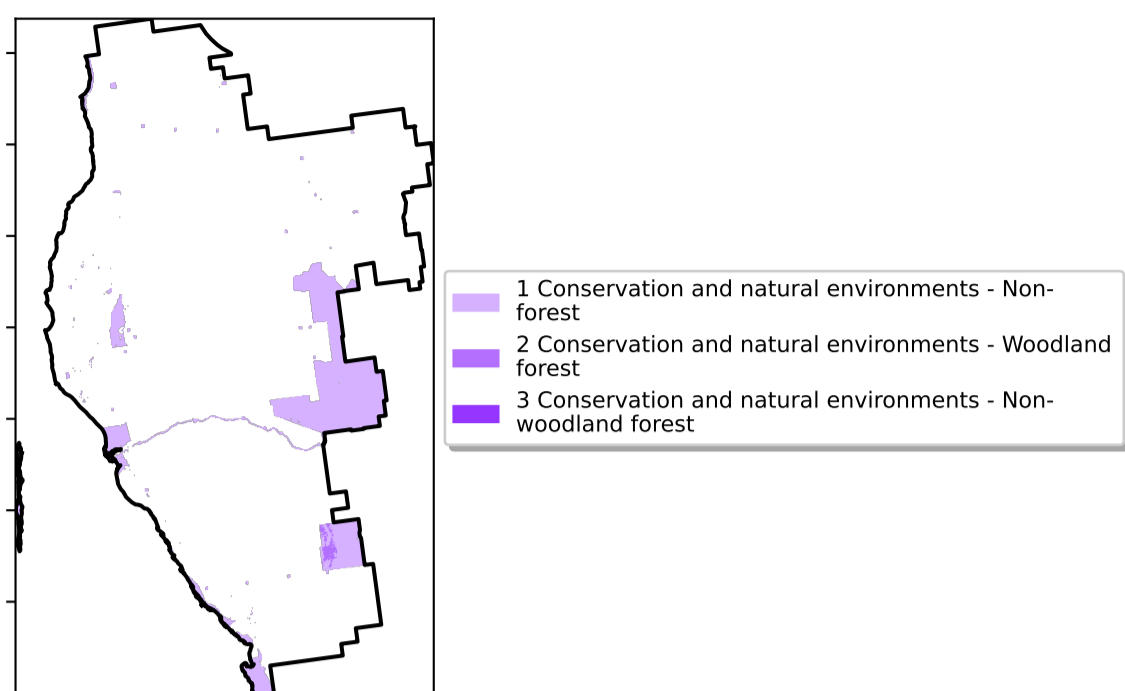 1 Conservation and natural environments - Non-
forest
2 Conservation and natural environments - Woodland
forest
3 Conservation and natural environments - Non-
woodland forest